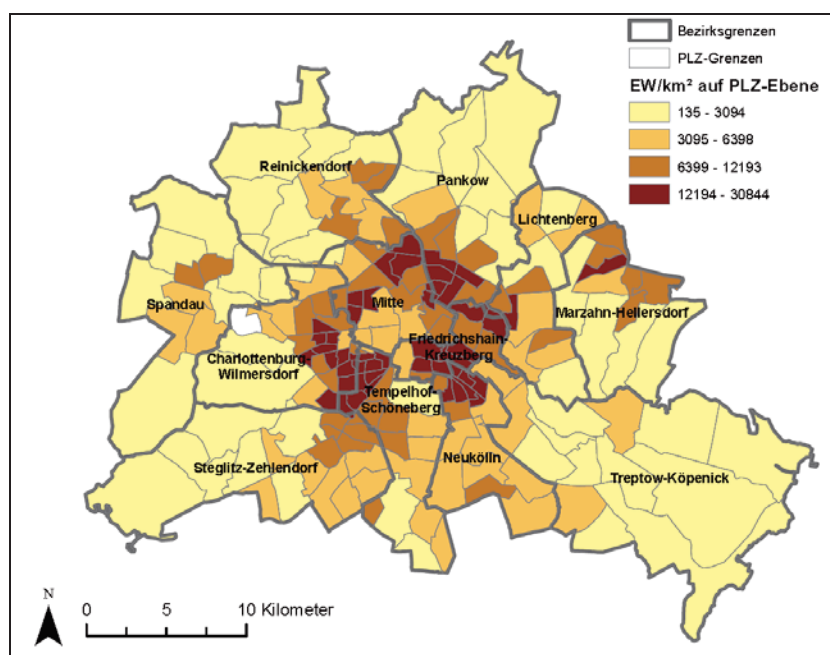 Bezirksgrenzen
PLZ-Grenzen
EW/km² auf PLZ-Ebene
135 - 3094
3095 - 6398
6399 - 12193
12194 - 30844
Reinickendorf
Pankow
Lichtenberg
Spandau
Mitte
Marzahn-Hellersdorf
Friedrichshain-
Kreuzberg
Charlottenburg-
Wilmersdorf
Tempelhof-
Schöneberg
Steglitz-Zehlendorf
Neukölln
Treptow-Köpenick
N
0 5 10 Kilometer